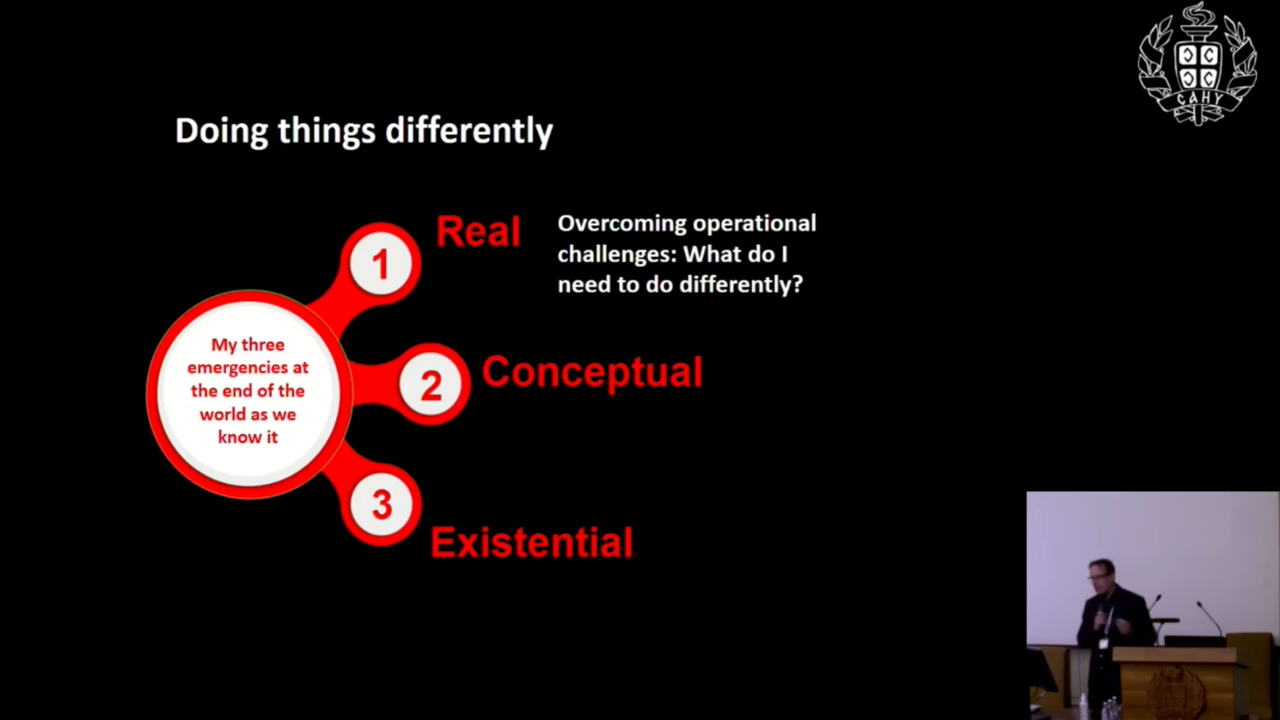 Doing things differently
1
Real
Overcoming operational
challenges: What do I
need to do differently?
My three
emergencies at
the end of the
world as we
know it
2
Conceptual
3
Existential
САНУ